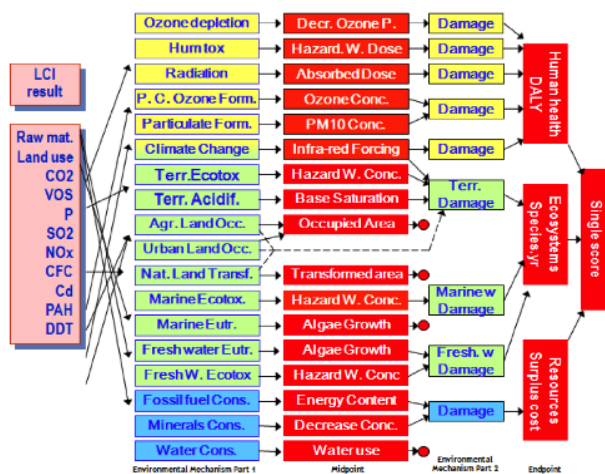 LCI
result
Raw mat.
Land use
CO2
VOS
P
SO2
NOx
CFC
Cd
PAH
DDT
Ozone depletion
Hum tox
Radiation
P. C. Ozone Form.
Particulate Form.
Climate Change
Terr. Ecotox
Terr. Acidif.
Agr. Land Occ.
Urban Land Occ.
Nat. Land Transf.
Marine Ecotox.
Marine Eutr.
Fresh water Eutr.
Fresh W. Ecotox
Fossil fuel Cons.
Minerals Cons.
Water Cons.
Environmental Mechanism Part 1
Decr. Ozone P.
Hazard. W. Dose
Absorbed Dose
Ozone Conc.
PM10 Conc.
Infra-red Forcing
Hazard W. Conc.
Base Saturation
Occupied Area
Transformed area
Hazard W. Conc.
Algae Growth
Algae Growth
Hazard W. Conc
Energy Content
Decrease Conc.
Water use
Midpoint
Damage
Damage
Damage
Damage
Damage
Terr.
Damage
Marine w
Damage
Fresh. w
Damage
Damage
Environmental
Mechanism Part 2
Human health
DALY
Ecosystems
Species.yr
Resources
Surplus cost
Endpoint
Single score